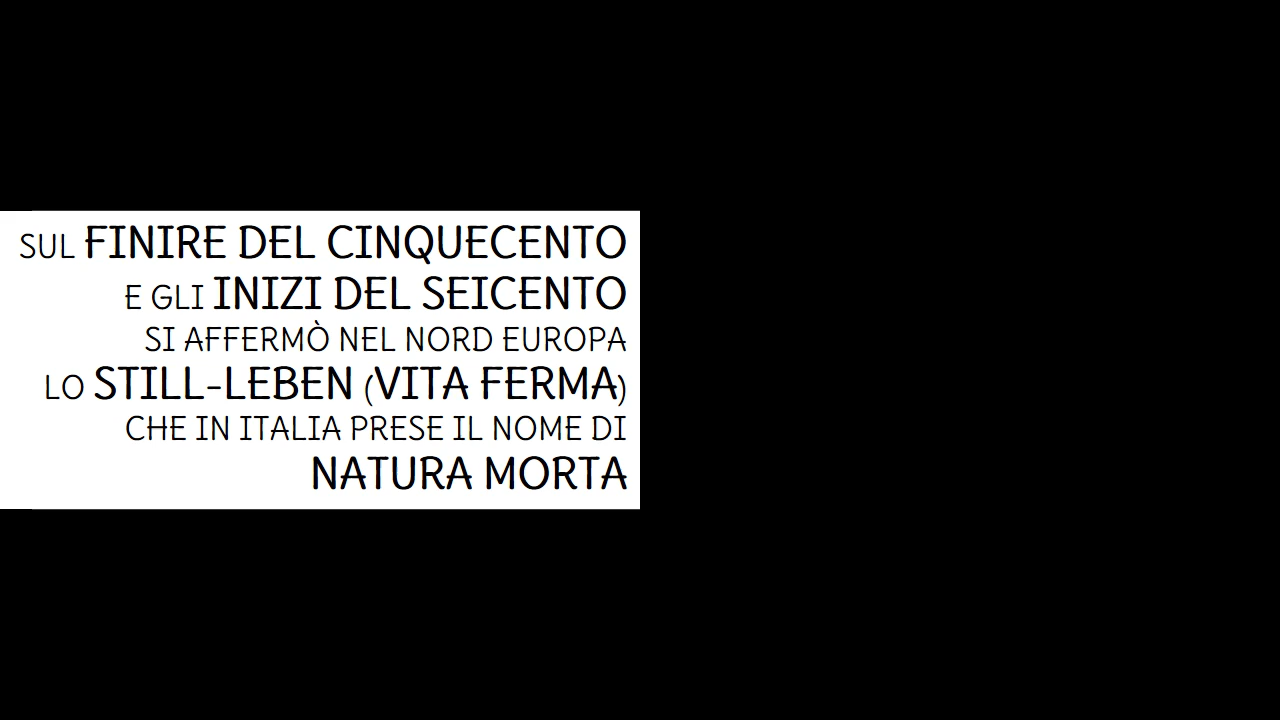 SUL FINIRE DEL CINQUECENTO
E GLI INIZI DEL SEICENTO
SI AFFERMÒ NEL NORD EUROPA
LO STILL-LEBEN (VITA FERMA)
CHE IN ITALIA PRESE IL NOME DI
NATURA MORTA